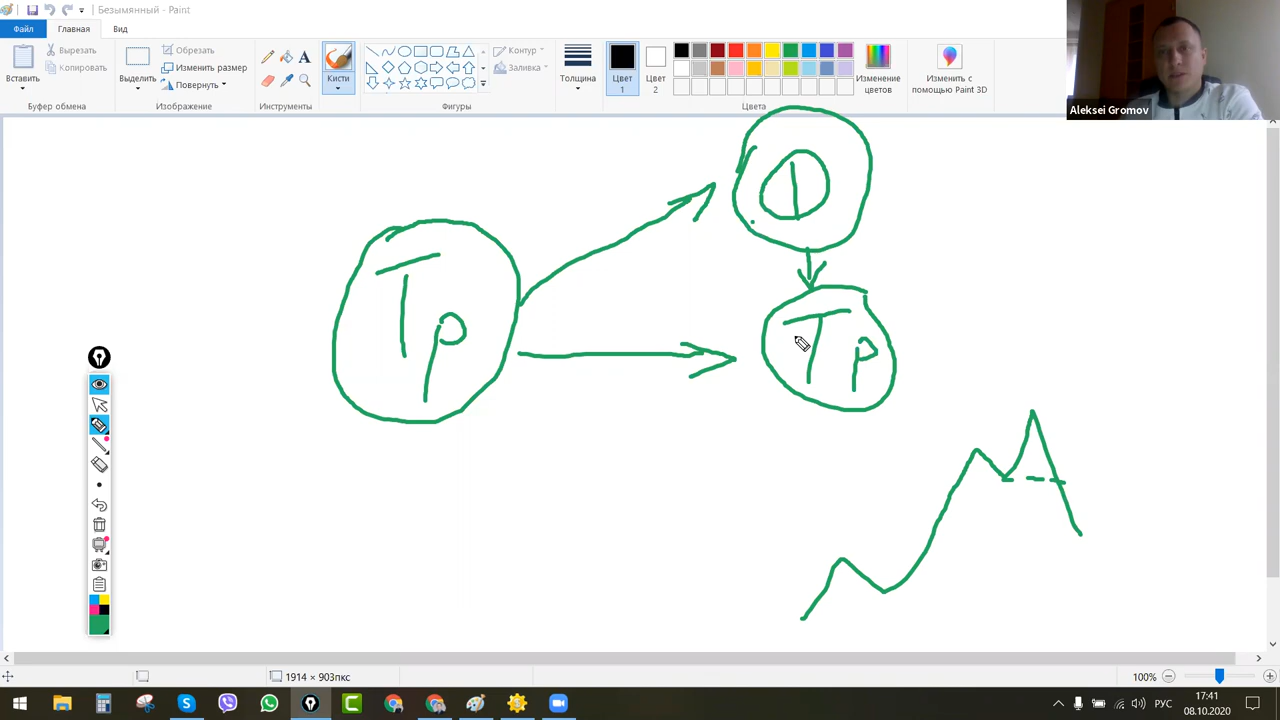 Безымянный - Paint
Файл
Главная
Вид
Вставить
Вырезать
Копировать
Буфер обмена
Выделить
Обрезать
Изменить размер
Повернуть
Изображение
Инструменты
Кисти
Фигуры
Контур
Заливка
Толщина
Цвет 1
Цвет 2
Цвета
Изменение цветов
Изменить с помощью Paint 3D
Aleksei Gromov
Тр
Тр
1914 × 903пкс
100%
РУС
17:41
08.10.2020